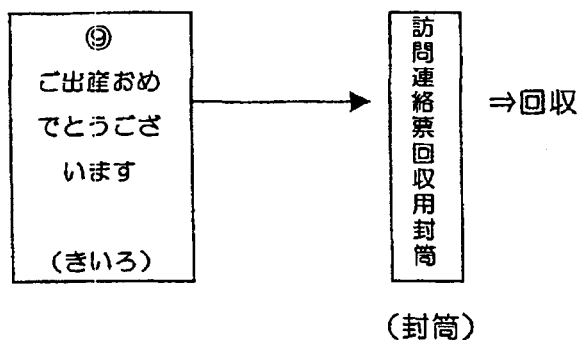 ⑨
ご出産おめ
でとうござ
います
(きいろ)
訪問連絡票回収用封筒
⇒回収
(封筒)